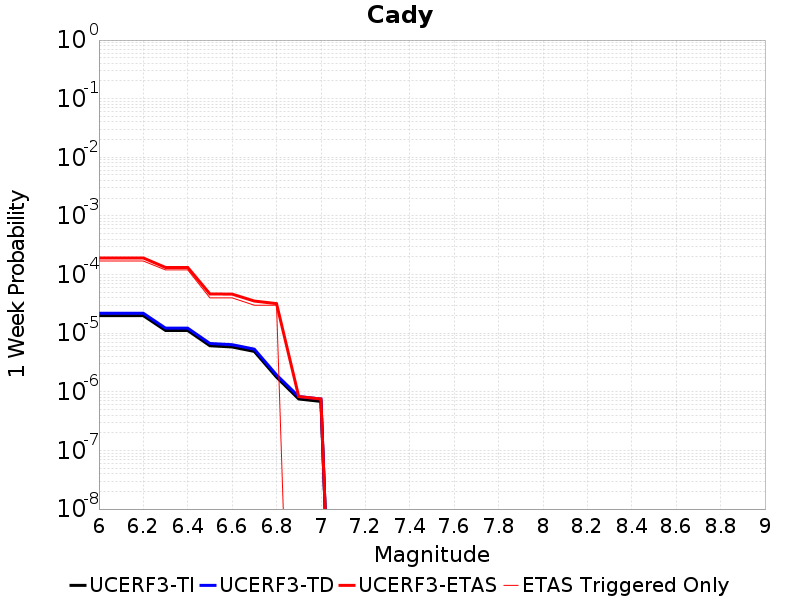 Cady
10^0
10^-1
10^-2
10^-3
10^-4
10^-5
10^-6
10^-7
10^-8
1 Week Probability
6 6.2 6.4 6.6 6.8 7 7.2 7.4 7.6 7.8 8 8.2 8.4 8.6 8.8 9
Magnitude
UCERF3-TI UCERF3-TD UCERF3-ETAS ETAS Triggered Only